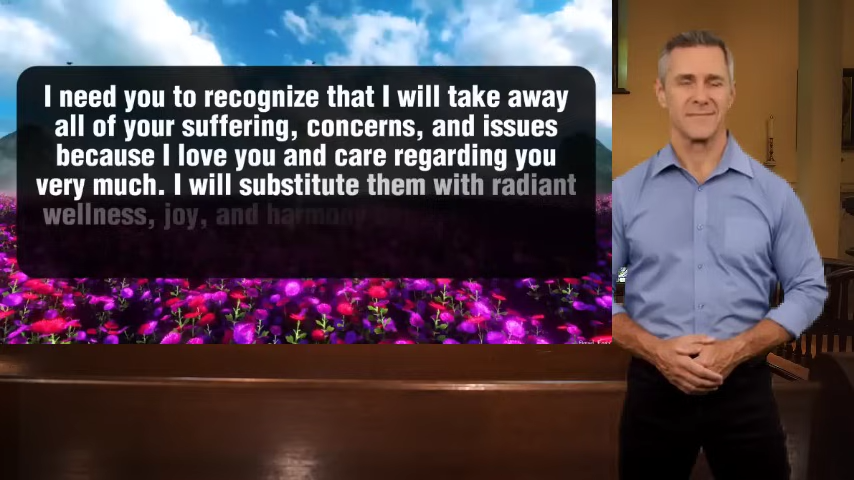 I need you to recognize that I will take away
all of your suffering, concerns, and issues
because I love you and care regarding you
very much. I will substitute them with radiant
wellness, joy, and harmony